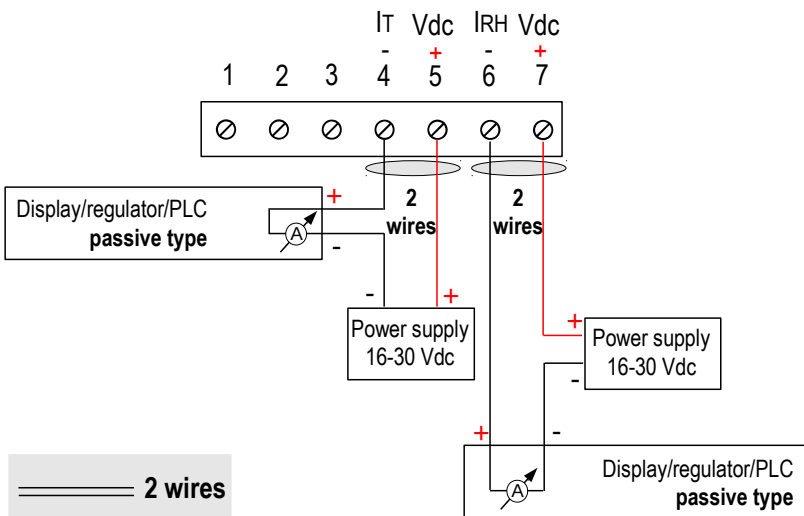 IT Vdc IRH Vdc
- + - +
1 2 3 4 5 6 7
+
Display/regulator/PLC
passive type
A
-
2
wires
2
wires
- +
Power supply
16-30 Vdc
+
Power supply
16-30 Vdc
-
+ -
A
Display/regulator/PLC
passive type
2 wires